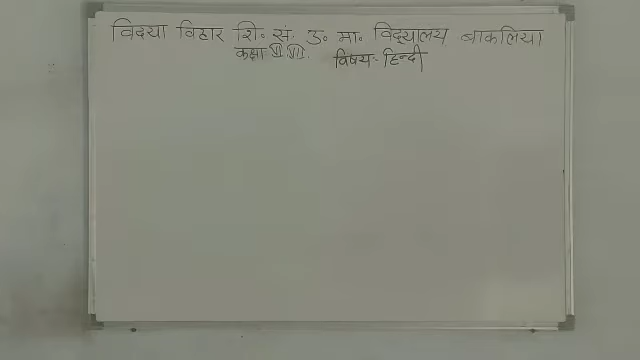 विद्या विहार शि॰ सं. उ॰ मा॰ विद्यालय बाकलिया
कक्षा VI VII. विषय:- हिन्दी